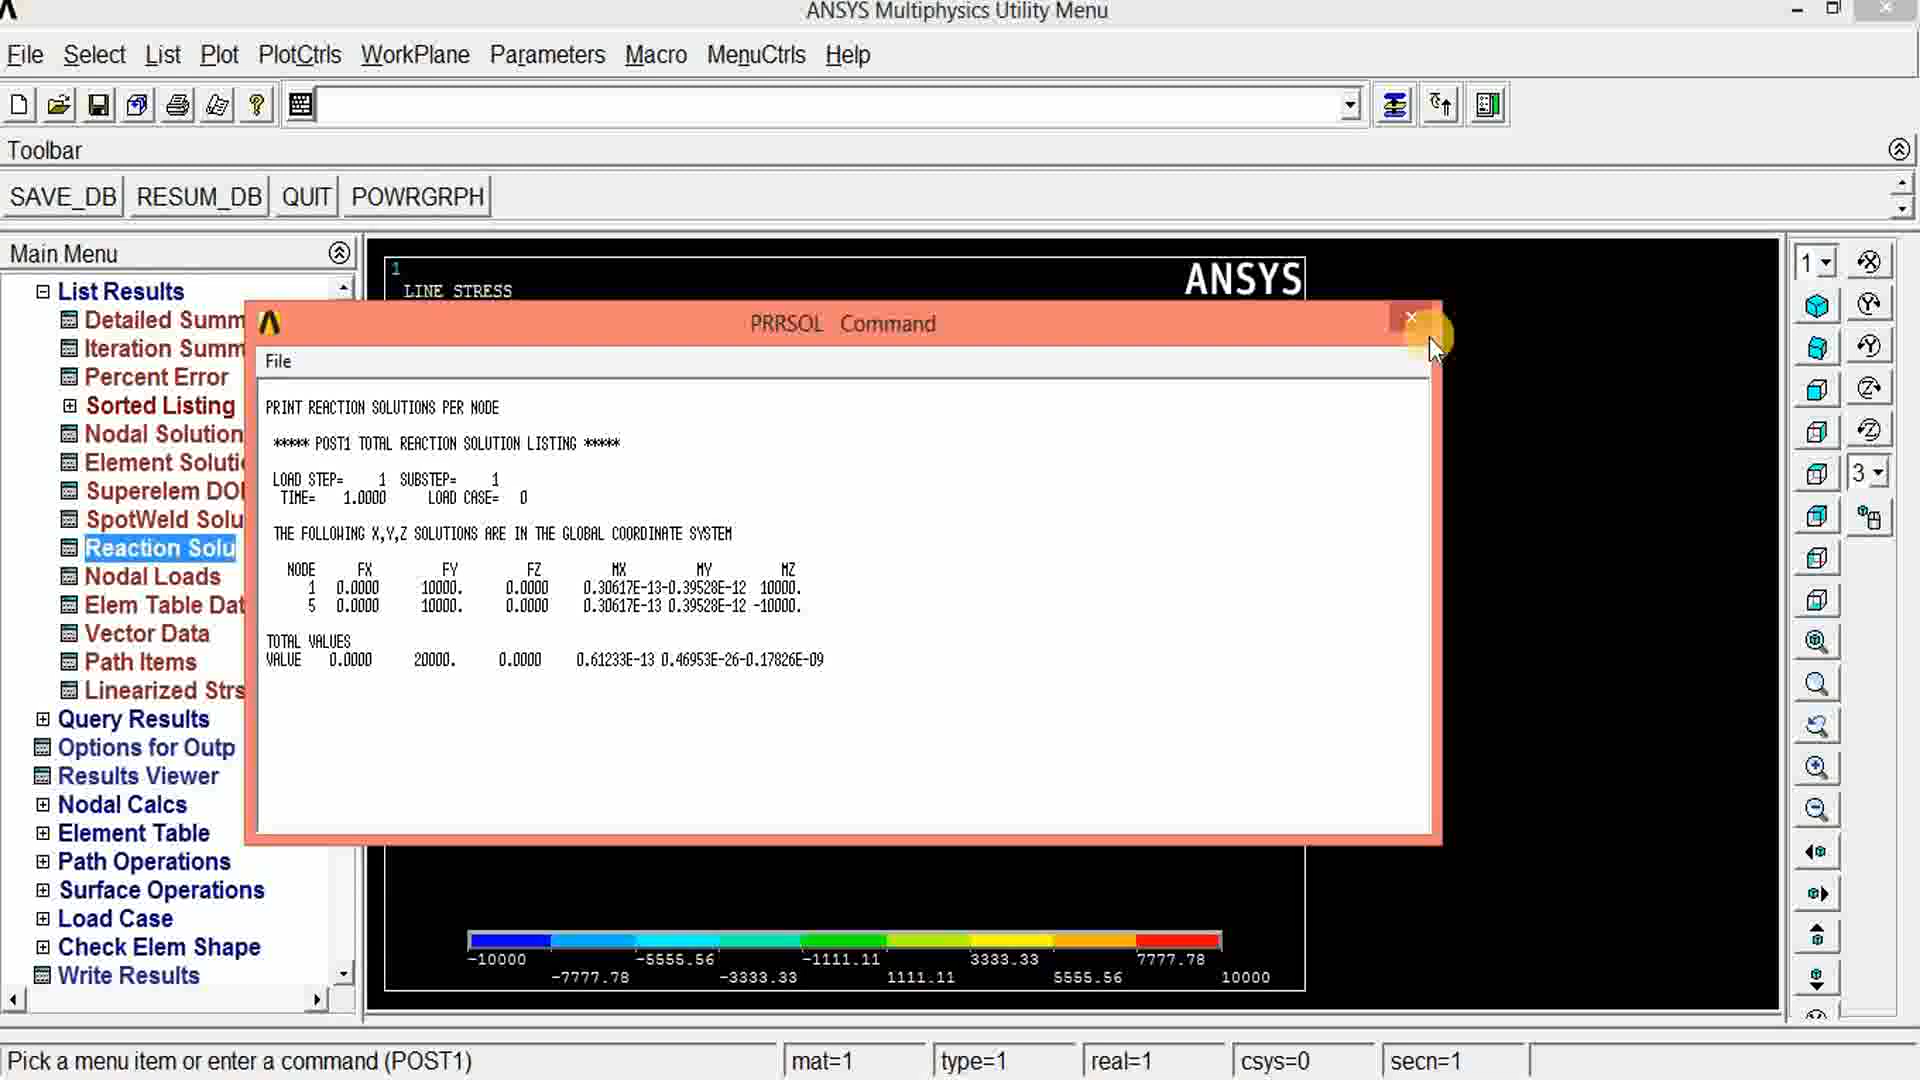 ANSYS Multiphysics Utility Menu
File Select List Plot PlotCtrls WorkPlane Parameters Macro MenuCtrls Help
Toolbar
SAVE_DB RESUM_DB QUIT POWRGRPH
Main Menu
List Results
Detailed Summ
Iteration Summ
Percent Error
Sorted Listing
Nodal Solution
Element Soluti
Superelem DO
SpotWeld Solu
Reaction Solu
Nodal Loads
Elem Table Dat
Vector Data
Path Items
Linearized Strs
Query Results
Options for Outp
Results Viewer
Nodal Calcs
Element Table
Path Operations
Surface Operations
Load Case
Check Elem Shape
Write Results
1
LINE STRESS
ANSYS
PRRSOL Command
File
PRINT REACTION SOLUTIONS PER NODE
***** POST1 TOTAL REACTION SOLUTION LISTING *****
LOAD STEP= 1 SUBSTEP= 1
TIME= 1.0000 LOAD CASE= 0
THE FOLLOWING X,Y,Z SOLUTIONS ARE IN THE GLOBAL COORDINATE SYSTEM
NODE FX FY FZ MX MY MZ
1 0.0000 10000. 0.0000 0.30617E-13-0.39528E-12 10000.
5 0.0000 10000. 0.0000 0.30617E-13 0.39528E-12 -10000.
TOTAL VALUES
VALUE 0.0000 20000. 0.0000 0.61233E-13 0.46953E-26-0.17826E-09
-10000 -5555.56 -1111.11 3333.33 7777.78
-7777.78 -3333.33 1111.11 5555.56 10000
1
3
Pick a menu item or enter a command (POST1) mat=1 type=1 real=1 csys=0 secn=1